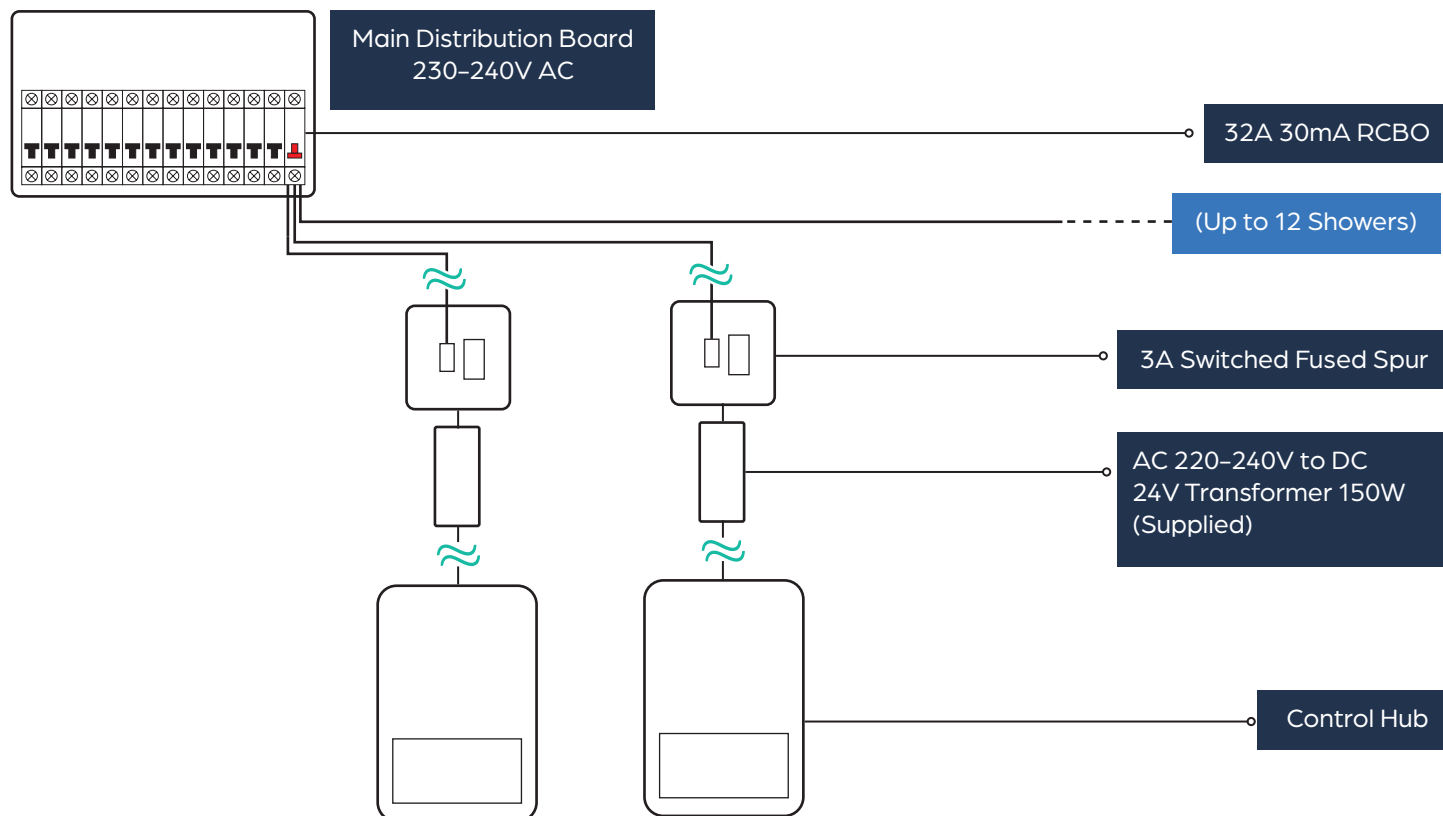 Main Distribution Board
230–240V AC
32A 30mA RCBO
(Up to 12 Showers)
3A Switched Fused Spur
AC 220–240V to DC
24V Transformer 150W
(Supplied)
Control Hub